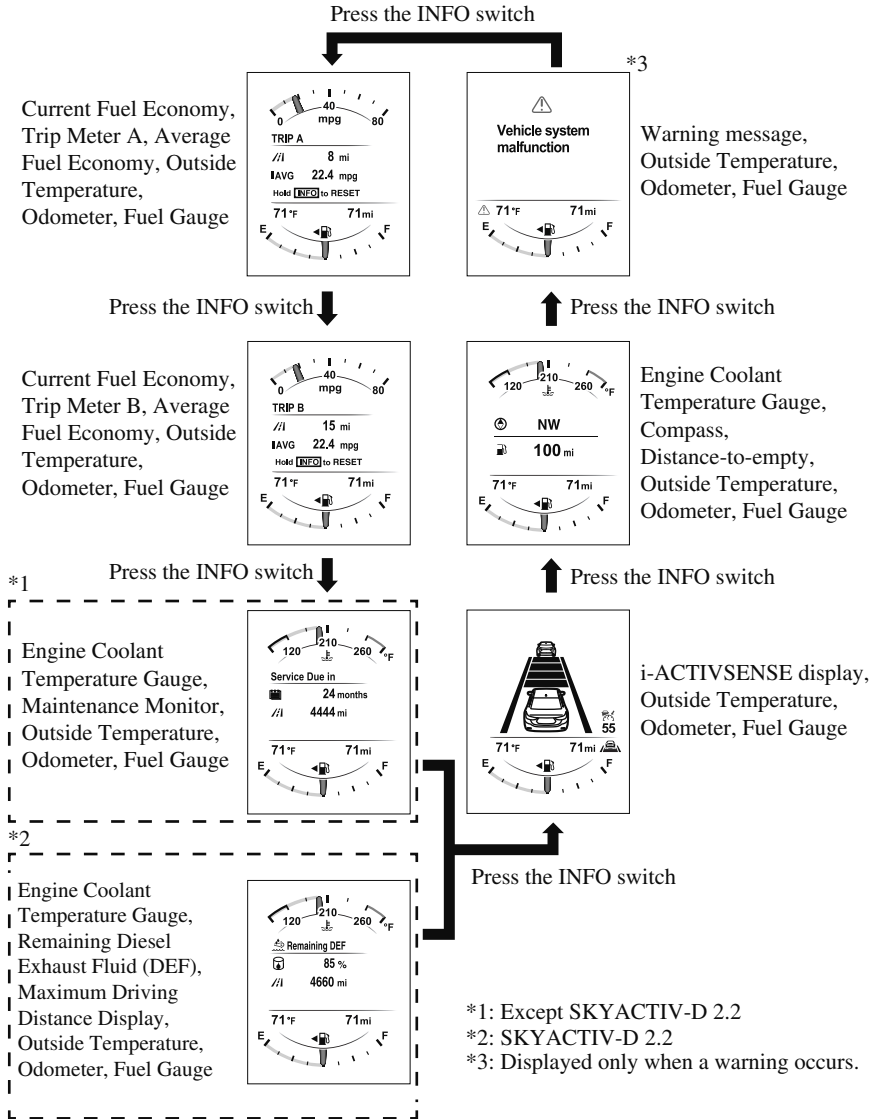 Press the INFO switch
Current Fuel Economy,
Trip Meter A, Average
Fuel Economy, Outside
Temperature,
Odometer, Fuel Gauge
0 40 80
mpg
TRIP A
8 mi
AVG 22.4 mpg
Hold INFO to RESET
71°F 71mi
E F
*3
Vehicle system
malfunction
71°F 71mi
E F
Warning message,
Outside Temperature,
Odometer, Fuel Gauge
Press the INFO switch
Press the INFO switch
Current Fuel Economy,
Trip Meter B, Average
Fuel Economy, Outside
Temperature,
Odometer, Fuel Gauge
0 40 80
mpg
TRIP B
15 mi
AVG 22.4 mpg
Hold INFO to RESET
71°F 71mi
E F
120 210 260 °F
NW
100 mi
71°F 71mi
E F
Engine Coolant
Temperature Gauge,
Compass,
Distance-to-empty,
Outside Temperature,
Odometer, Fuel Gauge
Press the INFO switch
Press the INFO switch
*1
Engine Coolant
Temperature Gauge,
Maintenance Monitor,
Outside Temperature,
Odometer, Fuel Gauge
120 210 260 °F
Service Due in
24 months
4444 mi
71°F 71mi
E F
55
71°F 71mi
E F
i-ACTIVSENSE display,
Outside Temperature,
Odometer, Fuel Gauge
Press the INFO switch
*2
Engine Coolant
Temperature Gauge,
Remaining Diesel
Exhaust Fluid (DEF),
Maximum Driving
Distance Display,
Outside Temperature,
Odometer, Fuel Gauge
120 210 260 °F
Remaining DEF
85 %
4660 mi
71°F 71mi
E F
*1: Except SKYACTIV-D 2.2
*2: SKYACTIV-D 2.2
*3: Displayed only when a warning occurs.